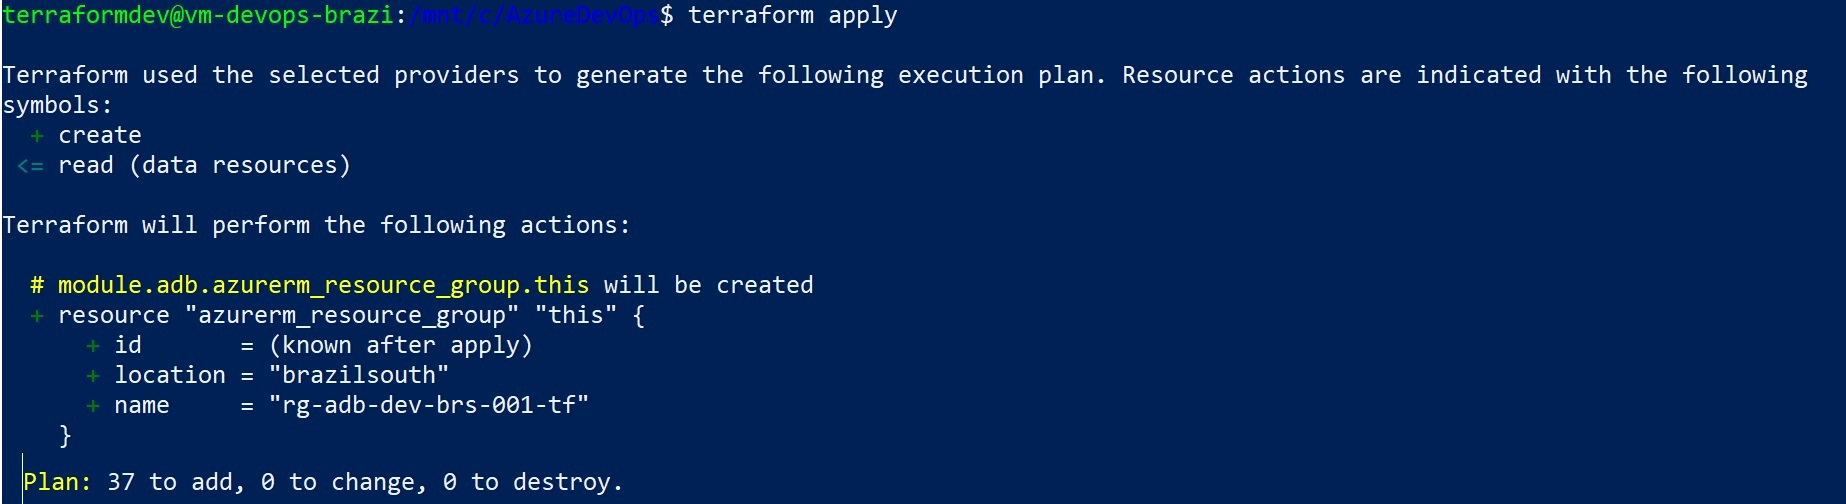 terraformdev@vm-devops-brazi:/mnt/c/AzureDevOps$ terraform apply
Terraform used the selected providers to generate the following execution plan. Resource actions are indicated with the following
symbols:
+ create
<= read (data resources)
Terraform will perform the following actions:
# module.adb.azurerm_resource_group.this will be created
+ resource "azurerm_resource_group" "this" {
+ id       = (known after apply)
+ location = "brazilsouth"
+ name     = "rg-adb-dev-brs-001-tf"
}
Plan: 37 to add, 0 to change, 0 to destroy.